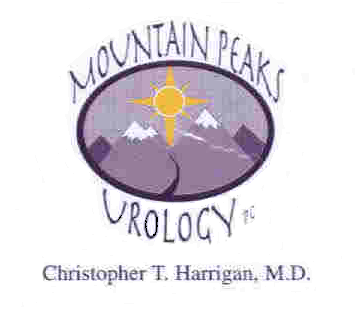 MOUNTAIN PEAKS
UROLOGY PC
Christopher T. Harrigan, M.D.